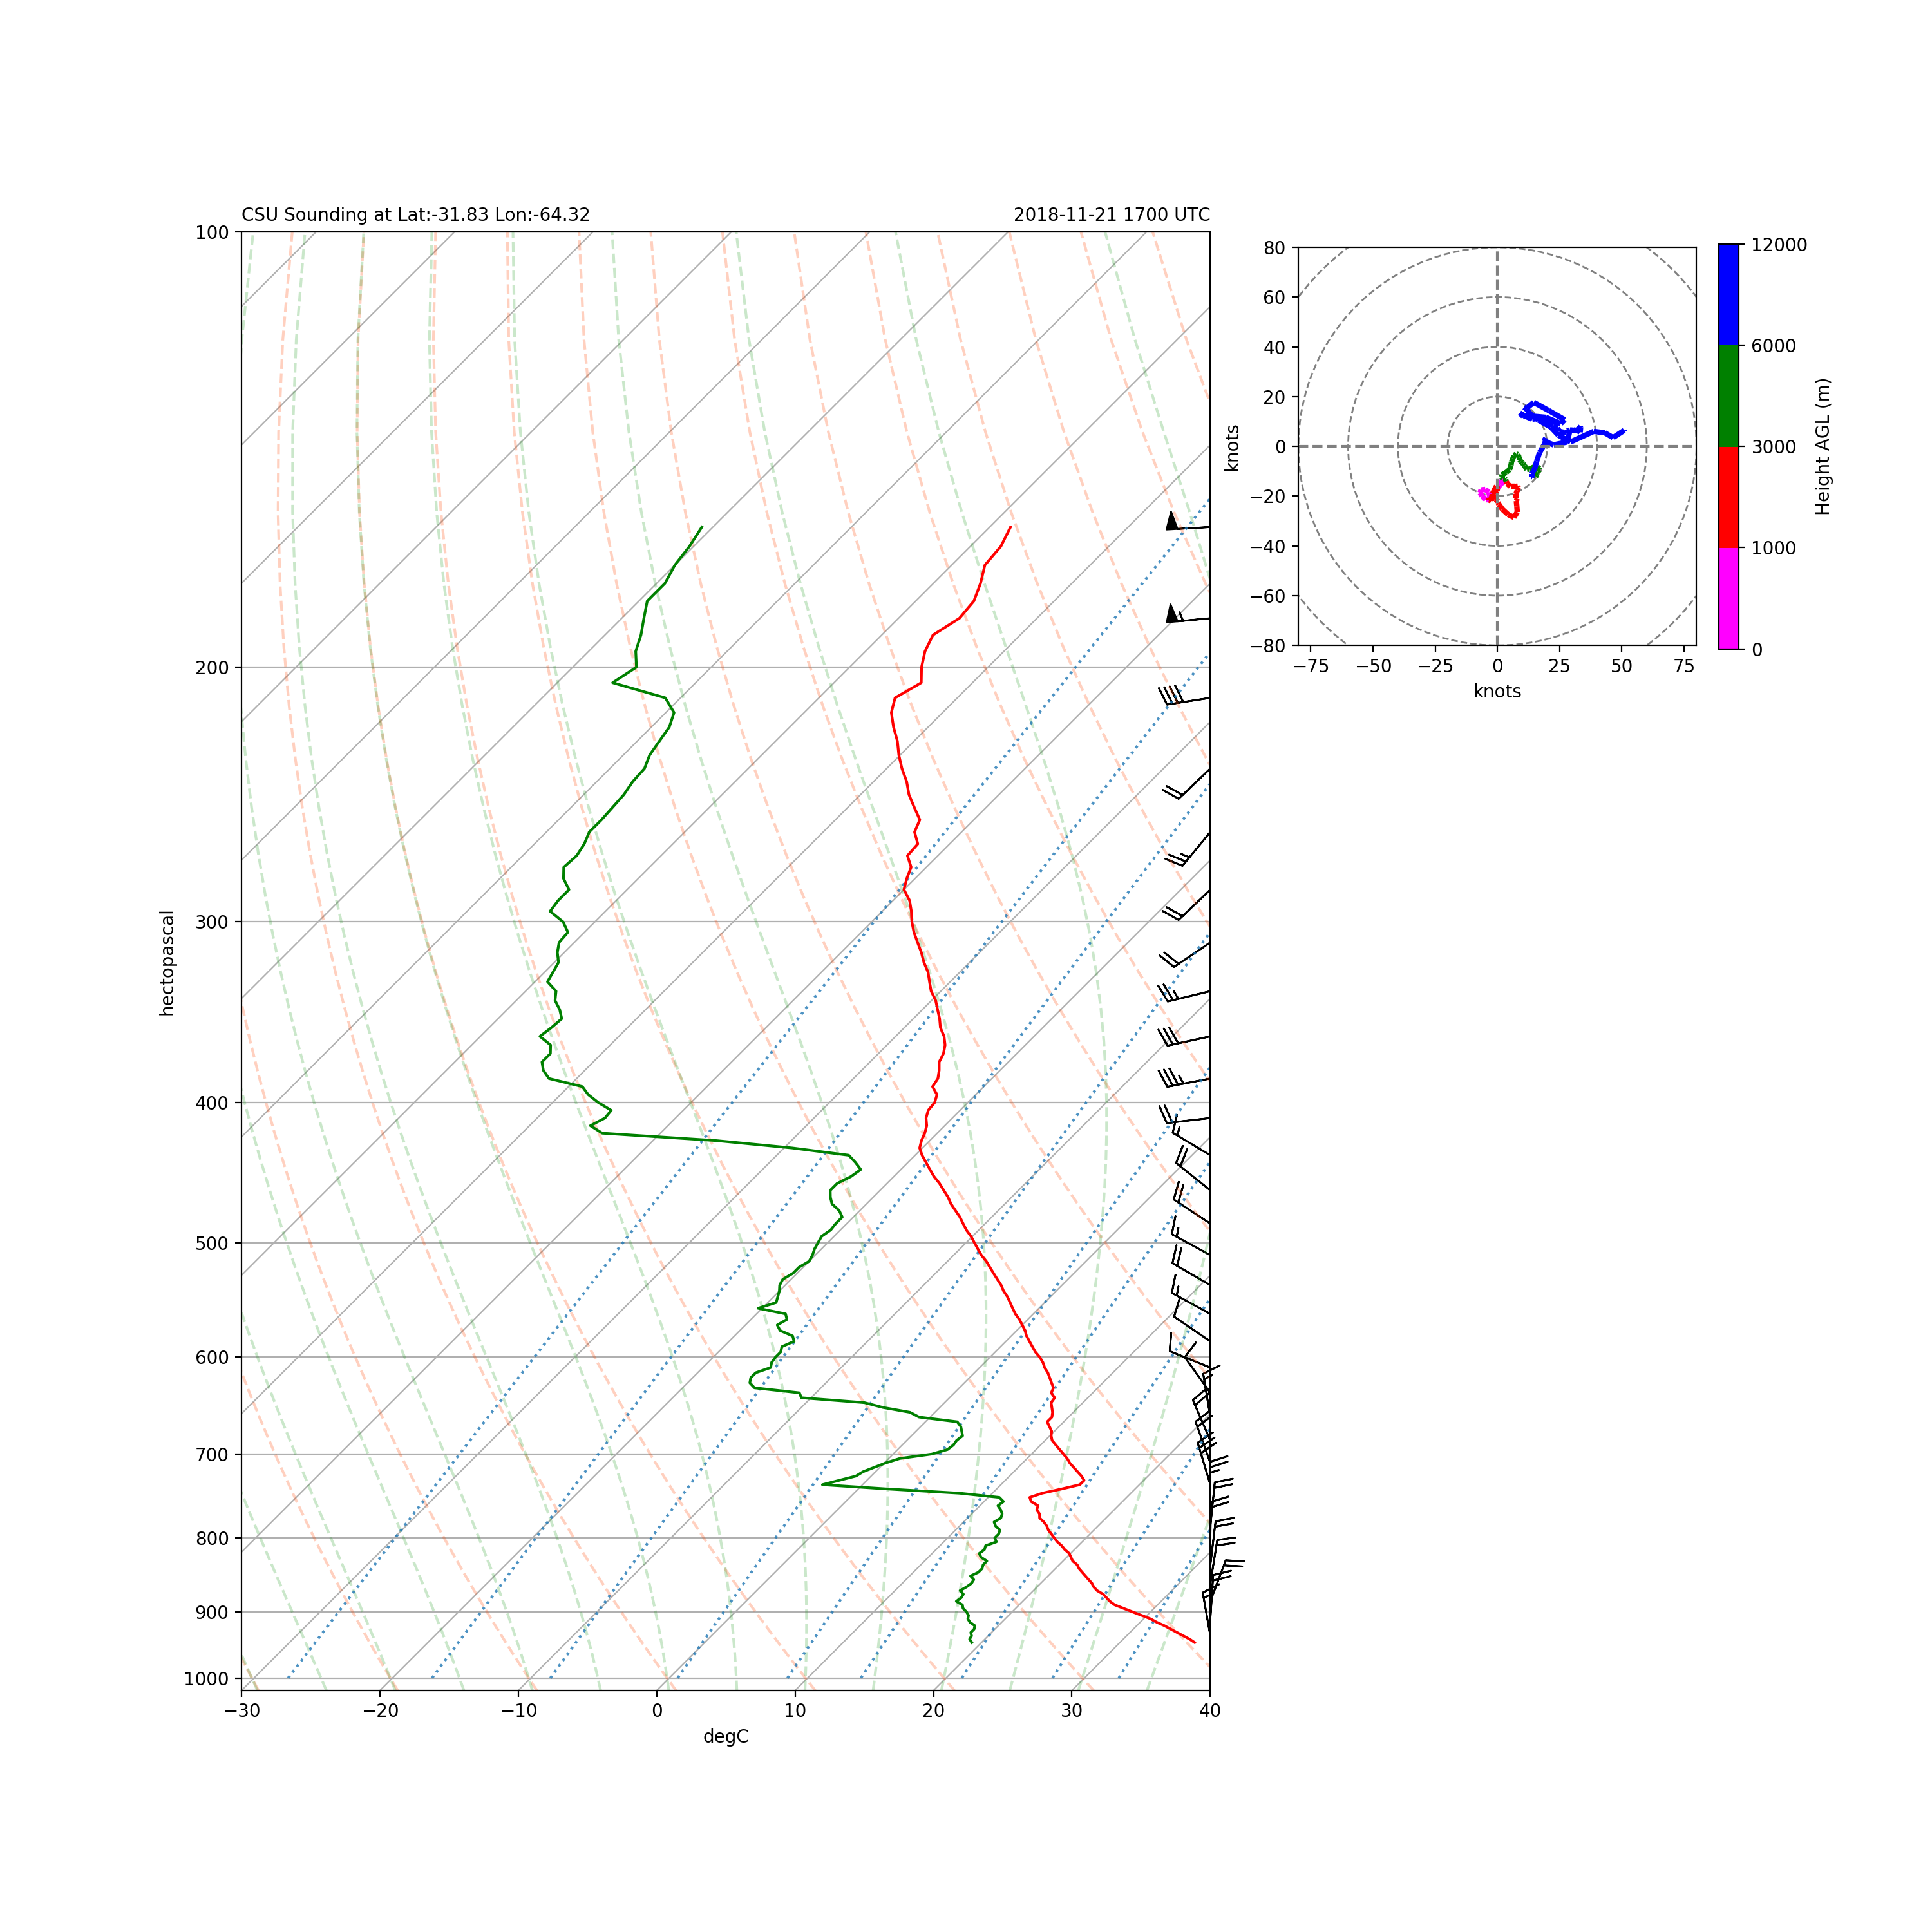 CSU Sounding at Lat:-31.83 Lon:-64.32
2018-11-21 1700 UTC
100
200
300
400
500
600
700
800
900
1000
hectopascal
−30 −20 −10 0 10 20 30 40
degC
80
60
40
20
0
−20
−40
−60
−80
knots
−75 −50 −25 0 25 50 75
knots
12000
6000
3000
1000
0
Height AGL (m)